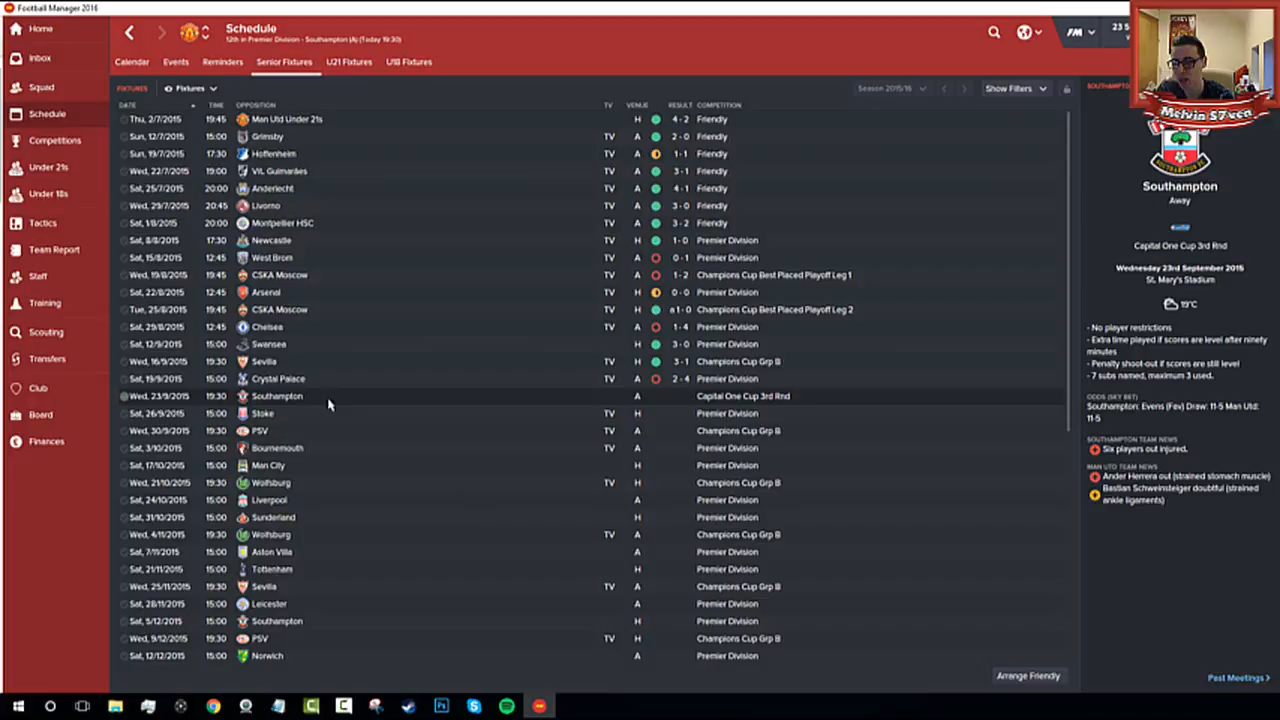 Football Manager 2016
Home
Inbox
Squad
Schedule
Competitions
Under 21s
Under 18s
Tactics
Team Report
Staff
Training
Scouting
Transfers
Club
Board
Finances
Schedule
12th in Premier Division - Southampton (A) (Today 19:30)
FM
23 S
Calendar Events Reminders Senior Fixtures U21 Fixtures U18 Fixtures
FIXTURES Fixtures Season 2015/16 Show Filters
DATE TIME OPPOSITION TV VENUE RESULT COMPETITION
Thu, 2/7/2015 19:45 Man Utd Under 21s H 4-2 Friendly
Sun, 12/7/2015 15:00 Grimsby TV A 2-0 Friendly
Sun, 19/7/2015 17:30 Hoffenheim TV A 1-1 Friendly
Wed, 22/7/2015 19:00 Vit. Guimarães TV A 3-1 Friendly
Sat, 25/7/2015 20:00 Anderlecht TV A 4-1 Friendly
Wed, 29/7/2015 20:45 Livorno TV A 3-0 Friendly
Sat, 1/8/2015 20:00 Montpellier HSC TV A 3-2 Friendly
Sat, 8/8/2015 17:30 Newcastle TV H 1-0 Premier Division
Sat, 15/8/2015 12:45 West Brom TV A 0-1 Premier Division
Wed, 19/8/2015 19:45 CSKA Moscow TV A 1-2 Champions Cup Best Placed Playoff Leg 1
Sat, 22/8/2015 12:45 Arsenal TV H 0-0 Premier Division
Tue, 25/8/2015 19:45 CSKA Moscow TV H a1-0 Champions Cup Best Placed Playoff Leg 2
Sat, 29/8/2015 12:45 Chelsea TV A 1-4 Premier Division
Sat, 12/9/2015 15:00 Swansea H 3-0 Premier Division
Wed, 16/9/2015 19:30 Sevilla TV H 3-1 Champions Cup Grp B
Sat, 19/9/2015 15:00 Crystal Palace TV A 2-4 Premier Division
Wed, 23/9/2015 19:30 Southampton A Capital One Cup 3rd Rnd
Sat, 26/9/2015 15:00 Stoke TV H Premier Division
Wed, 30/9/2015 19:30 PSV TV A Champions Cup Grp B
Sat, 3/10/2015 15:00 Bournemouth TV A Premier Division
Sat, 17/10/2015 15:00 Man City H Premier Division
Wed, 21/10/2015 19:30 Wolfsburg TV H Champions Cup Grp B
Sat, 24/10/2015 15:00 Liverpool A Premier Division
Sat, 31/10/2015 15:00 Sunderland H Premier Division
Wed, 4/11/2015 19:30 Wolfsburg TV A Champions Cup Grp B
Sat, 7/11/2015 15:00 Aston Villa A Premier Division
Sat, 21/11/2015 15:00 Tottenham H Premier Division
Wed, 25/11/2015 19:30 Sevilla TV A Champions Cup Grp B
Sat, 28/11/2015 15:00 Leicester A Premier Division
Sat, 5/12/2015 15:00 Southampton H Premier Division
Wed, 9/12/2015 19:30 PSV TV H Champions Cup Grp B
Sat, 12/12/2015 15:00 Norwich A Premier Division
Arrange Friendly
Melvin S7ven
Southampton
Away
Capital One Cup 3rd Rnd
Wednesday 23rd September 2015
St. Mary's Stadium
19°C
- No player restrictions
- Extra time played if scores are level after ninety
minutes
- Penalty shoot-out if scores are still level
- 7 subs named, maximum 3 used.
ODDS (SKY BET)
Southampton: Evens (Fav) Draw: 11-5 Man Utd:
11-5
SOUTHAMPTON TEAM NEWS
Six players out injured.
MAN UTD TEAM NEWS
Ander Herrera out (strained stomach muscle)
Bastian Schweinsteiger doubtful (strained
ankle ligaments)
Past Meetings >